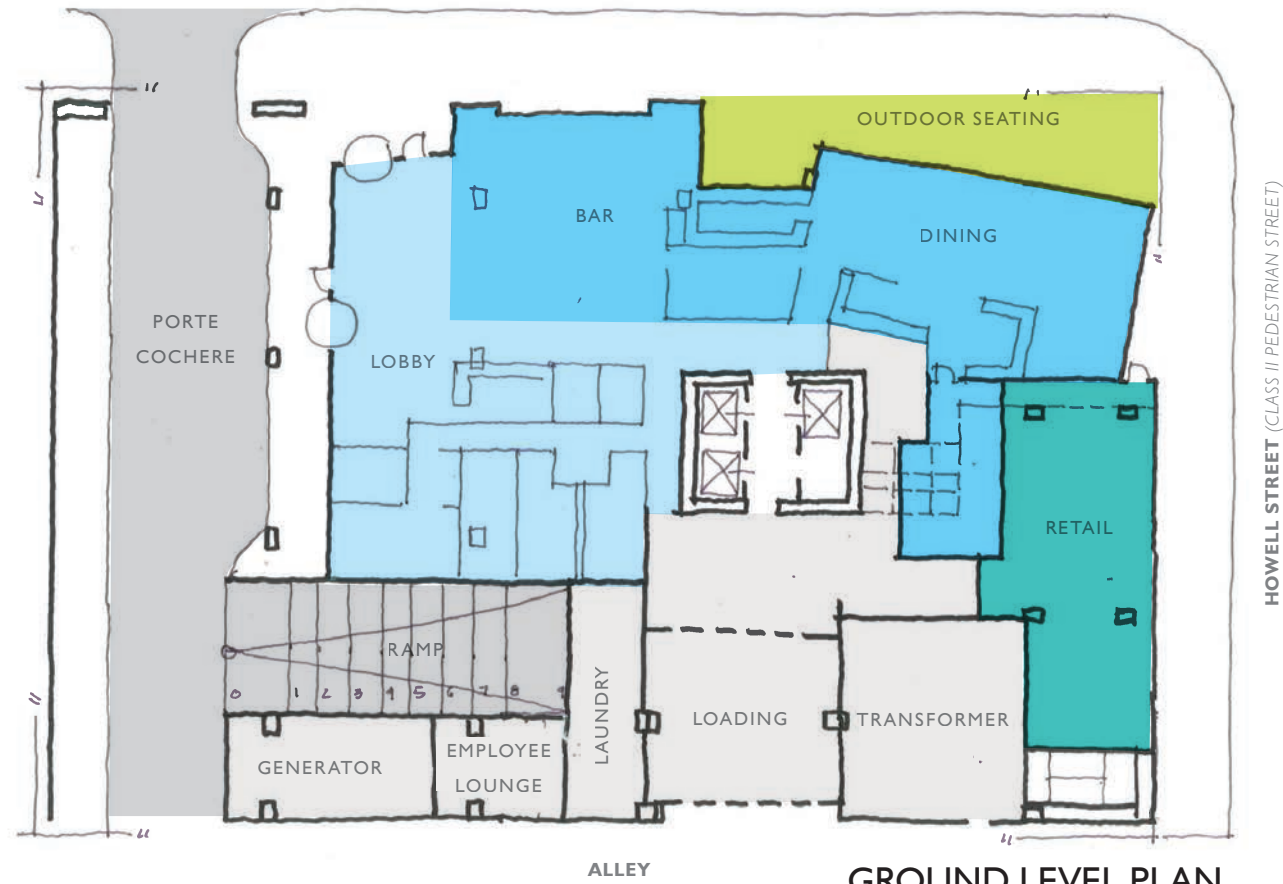 OUTDOOR SEATING
BAR
DINING
PORTE
COCHERE
LOBBY
HOWELL STREET (CLASS II PEDESTRIAN STREET)
RETAIL
RAMP
0 1 2 3 4 5 6 7 8 9
LAUNDRY
LOADING
TRANSFORMER
GENERATOR
EMPLOYEE
LOUNGE
ALLEY
GROUND LEVEL PLAN